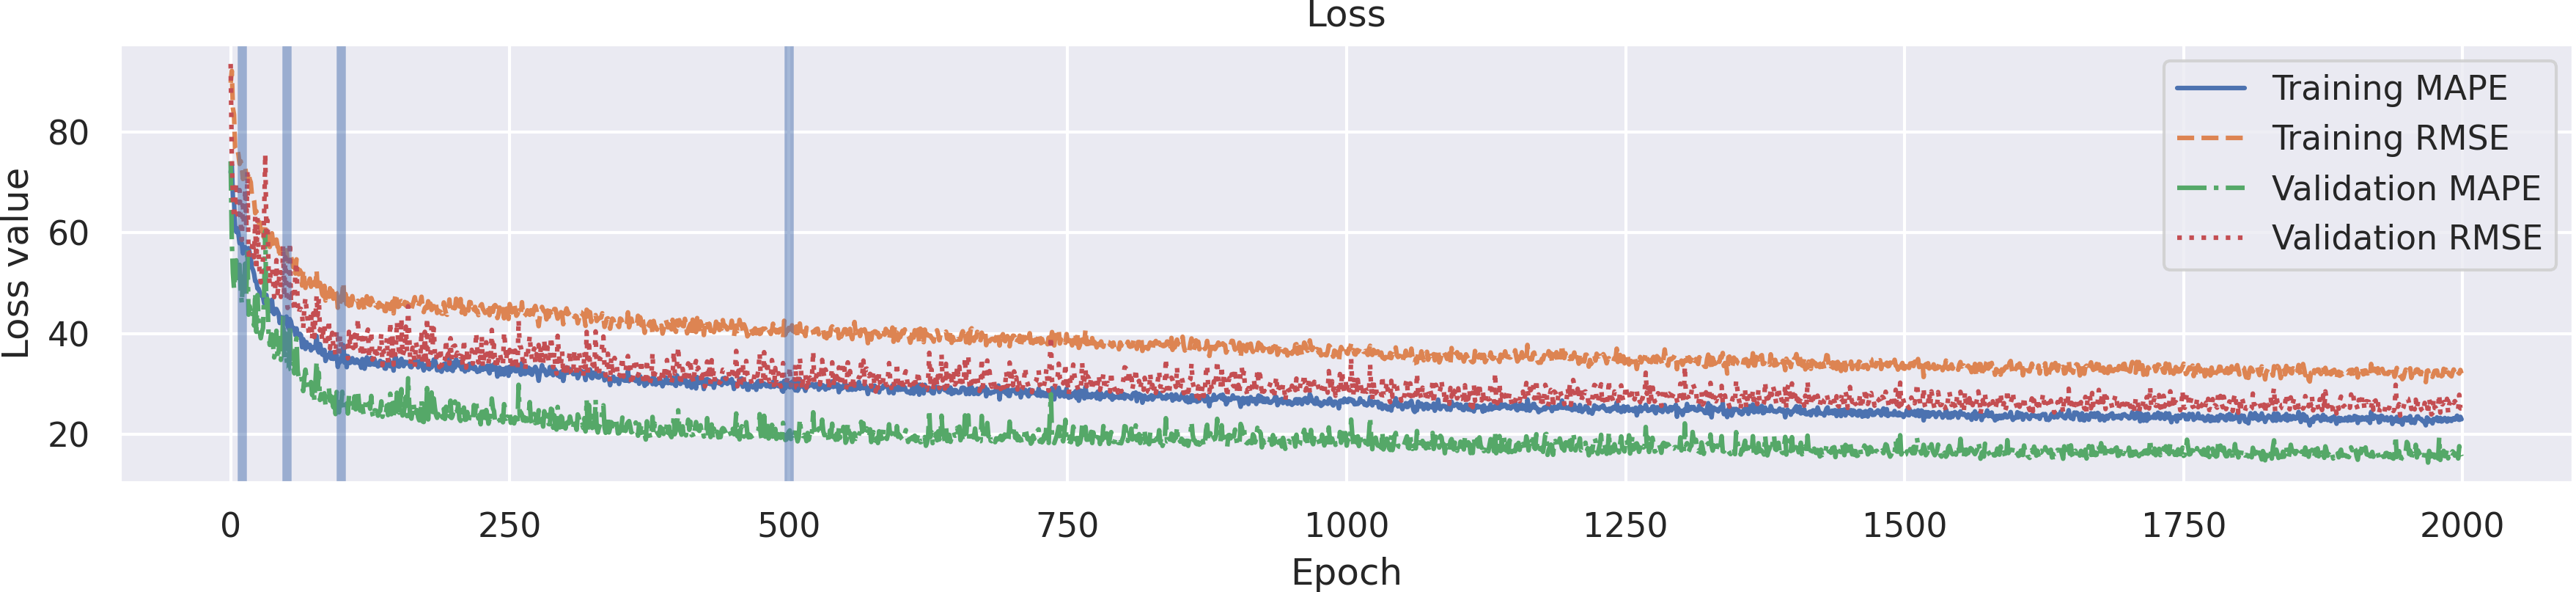 Loss
Loss value
80
60
40
20
Training MAPE
Training RMSE
Validation MAPE
Validation RMSE
0 250 500 750 1000 1250 1500 1750 2000
Epoch